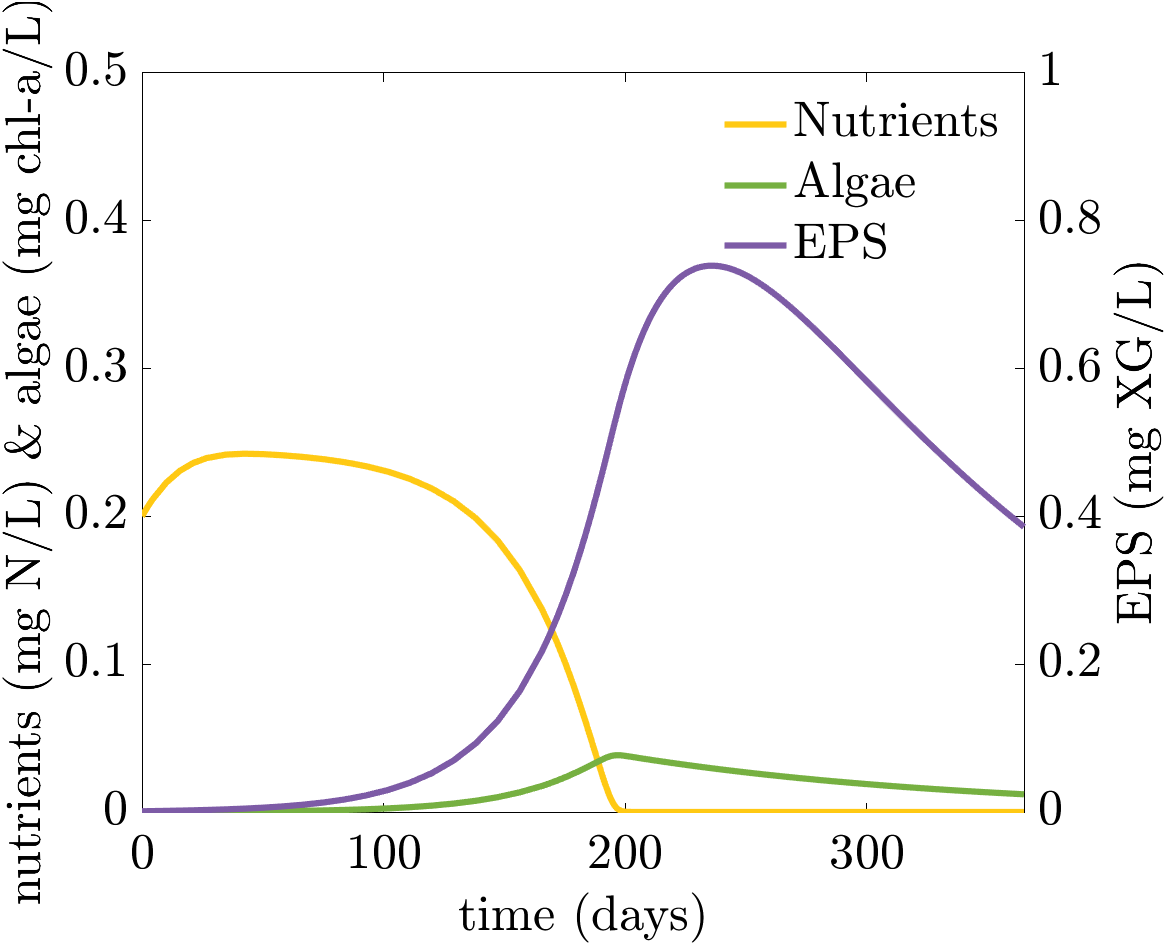 nutrients (mg N/L) & algae (mg chl-a/L)
0.5
0.4
0.3
0.2
0.1
0
1
0.8
0.6
0.4
0.2
0
EPS (mg XG/L)
Nutrients
Algae
EPS
0 100 200 300
time (days)